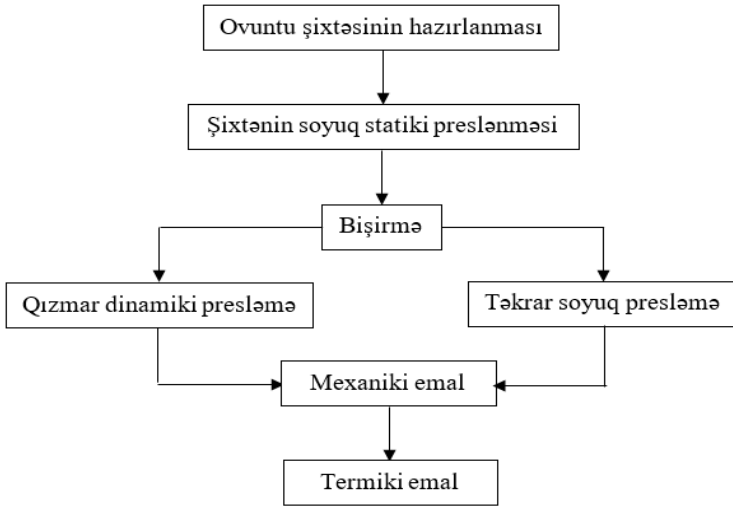 Ovuntu şixtəsinin hazırlanması
Şixtənin soyuq statiki preslənməsi
Bişirmə
Qızmar dinamiki presləmə
Təkrar soyuq presləmə
Mexaniki emal
Termiki emal